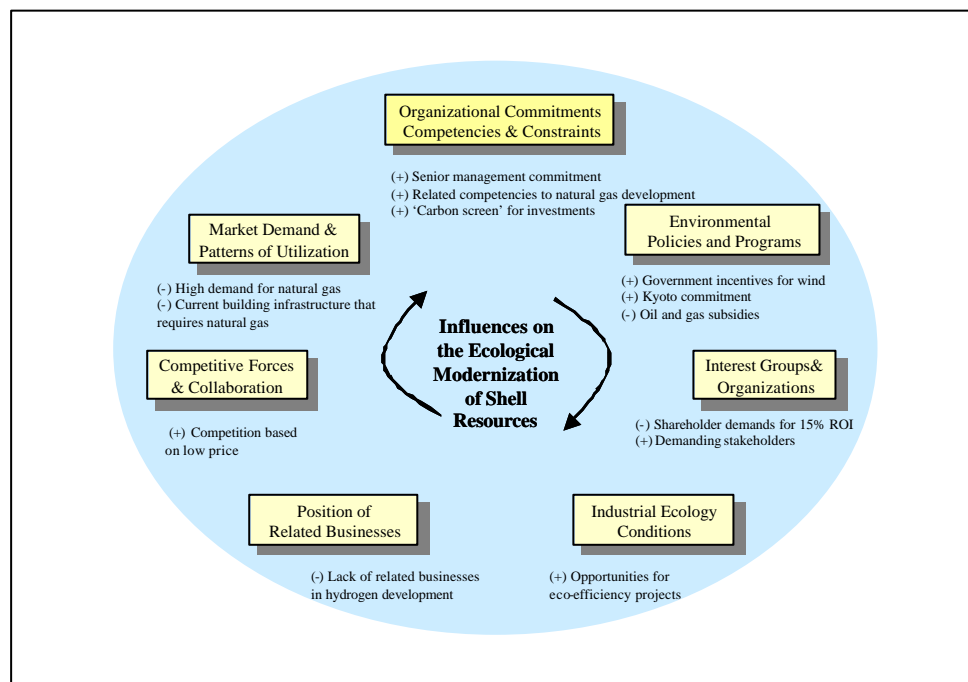 Organizational Commitments
Competencies & Constraints
(+) Senior management commitment
(+) Related competencies to natural gas development
(+) ‘Carbon screen’ for investments
Environmental
Policies and Programs
(+) Government incentives for wind
(+) Kyoto commitment
(-) Oil and gas subsidies
Interest Groups&
Organizations
(-) Shareholder demands for 15% ROI
(+) Demanding stakeholders
Industrial Ecology
Conditions
(+) Opportunities for
eco-efficiency projects
Position of
Related Businesses
(-) Lack of related businesses
in hydrogen development
Competitive Forces
& Collaboration
(+) Competition based
on low price
Market Demand &
Patterns of Utilization
(-) High demand for natural gas
(-) Current building infrastructure that
requires natural gas
Influences on
the Ecological
Modernization
of Shell
Resources